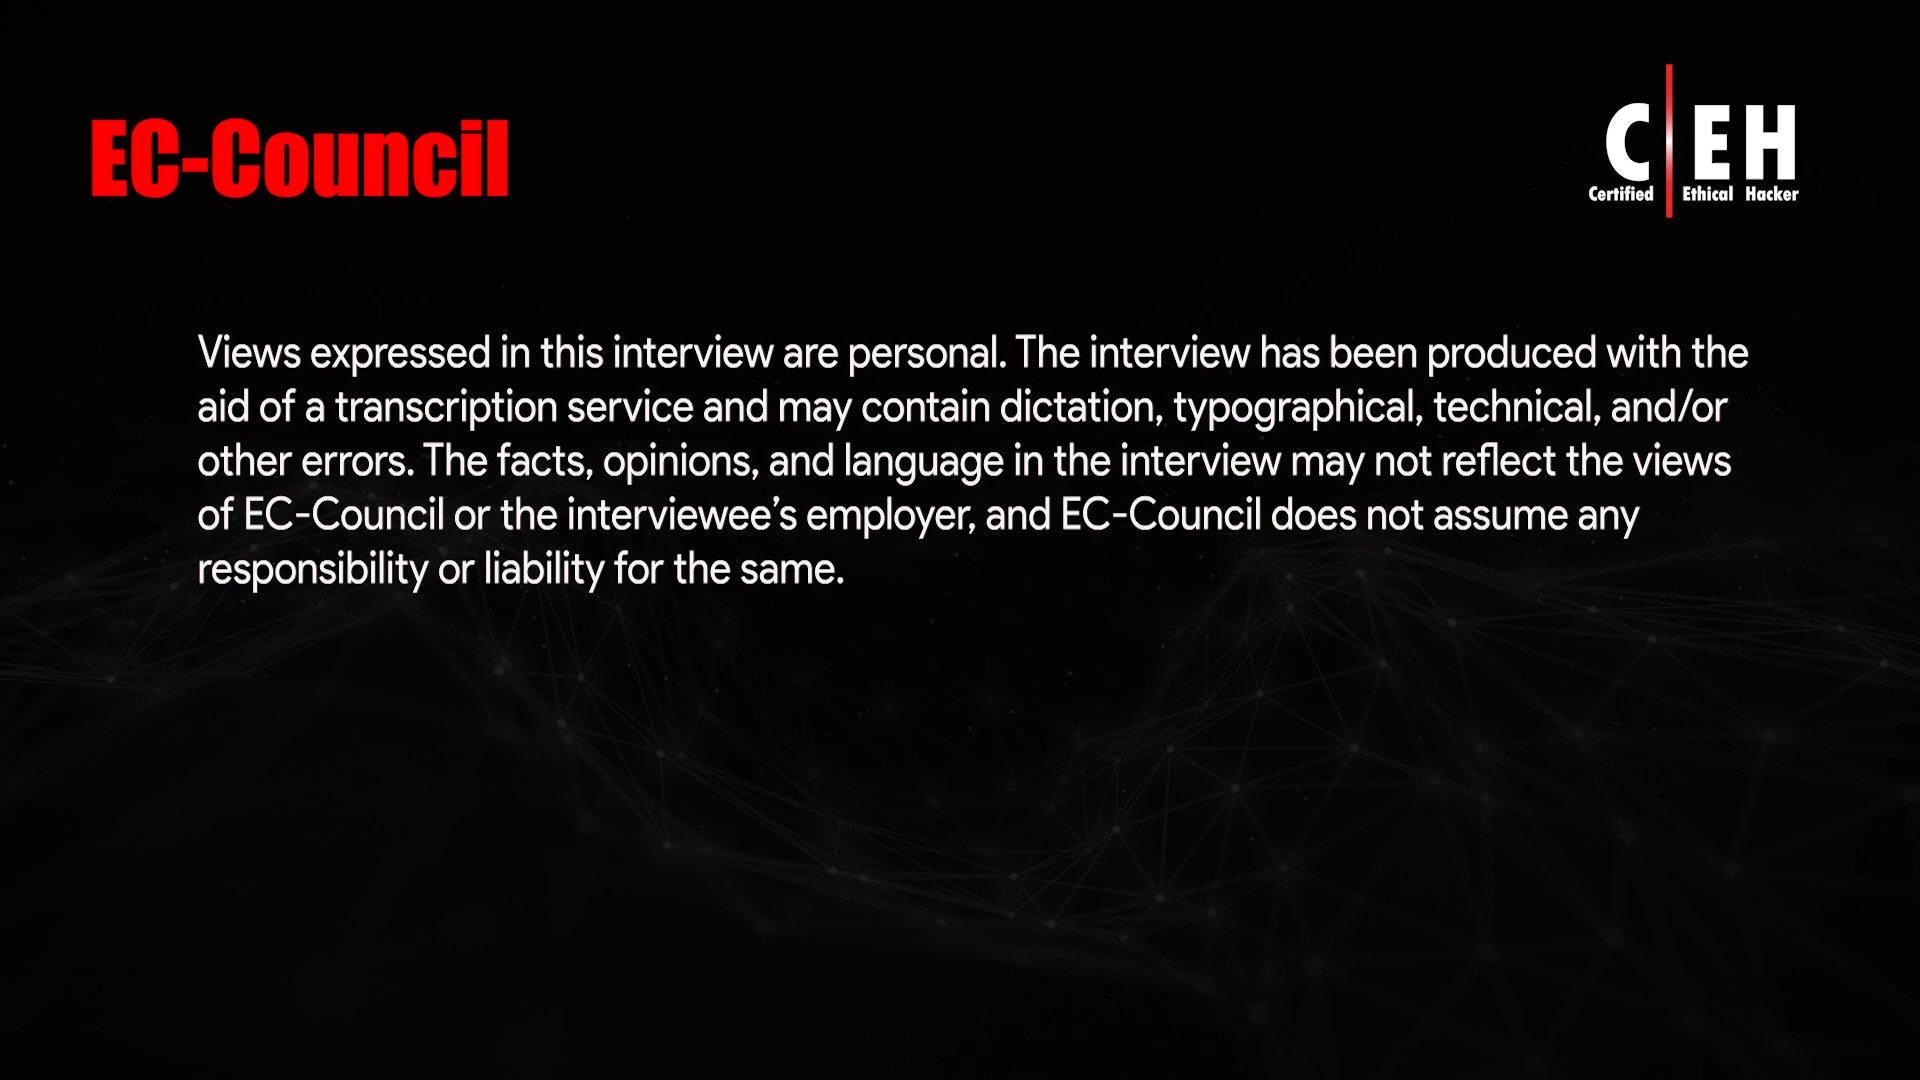 EC-Council
C EH
Certified Ethical Hacker
Views expressed in this interview are personal. The interview has been produced with the
aid of a transcription service and may contain dictation, typographical, technical, and/or
other errors. The facts, opinions, and language in the interview may not reflect the views
of EC-Council or the interviewee’s employer, and EC-Council does not assume any
responsibility or liability for the same.